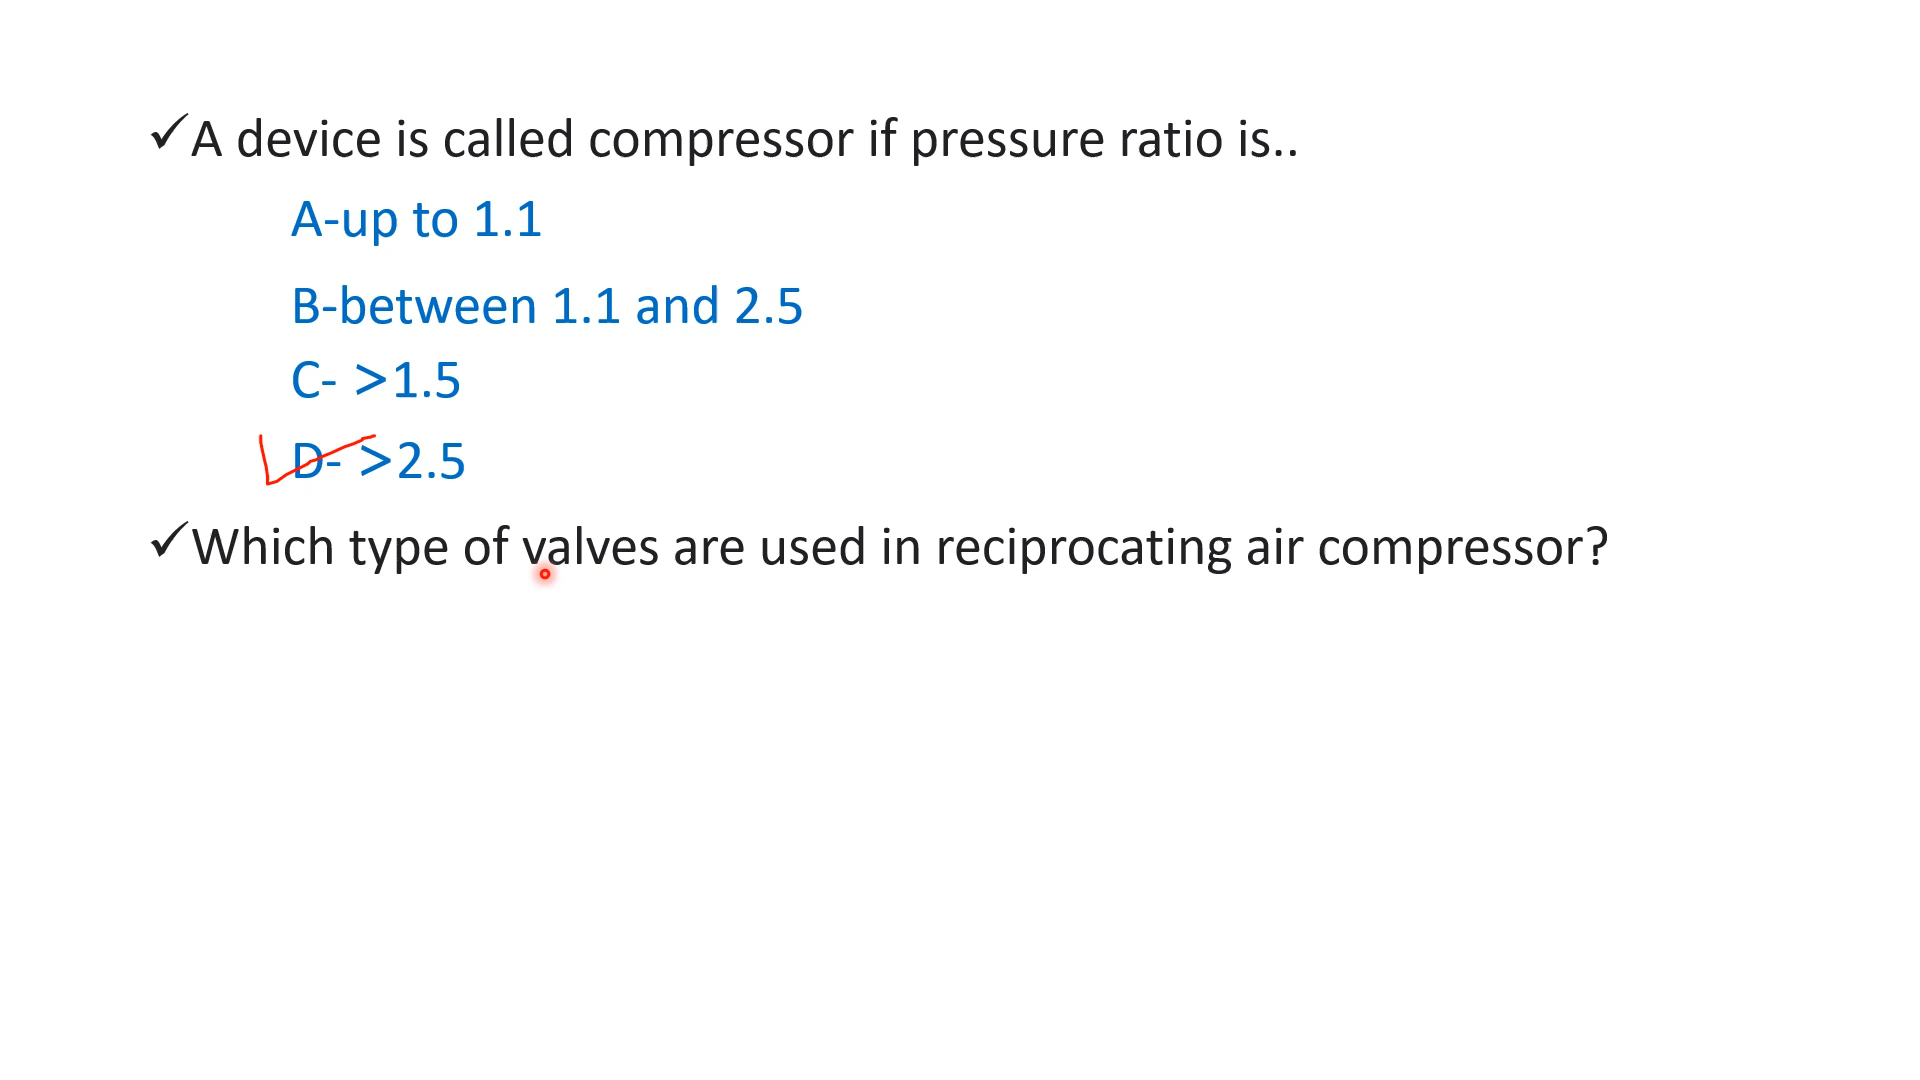 ✓A device is called compressor if pressure ratio is..
A-up to 1.1
B-between 1.1 and 2.5
C- >1.5
D- >2.5
✓Which type of valves are used in reciprocating air compressor?